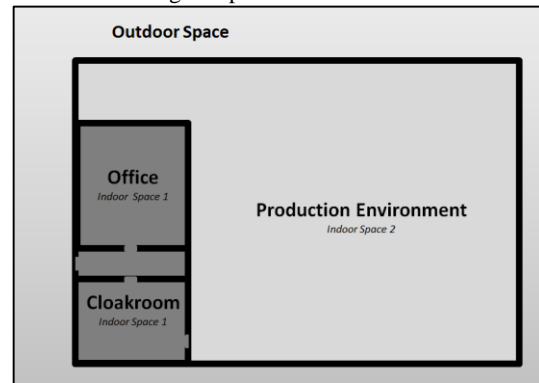 Outdoor Space
Office
Indoor Space 1
Production Environment
Indoor Space 2
Cloakroom
Indoor Space 1